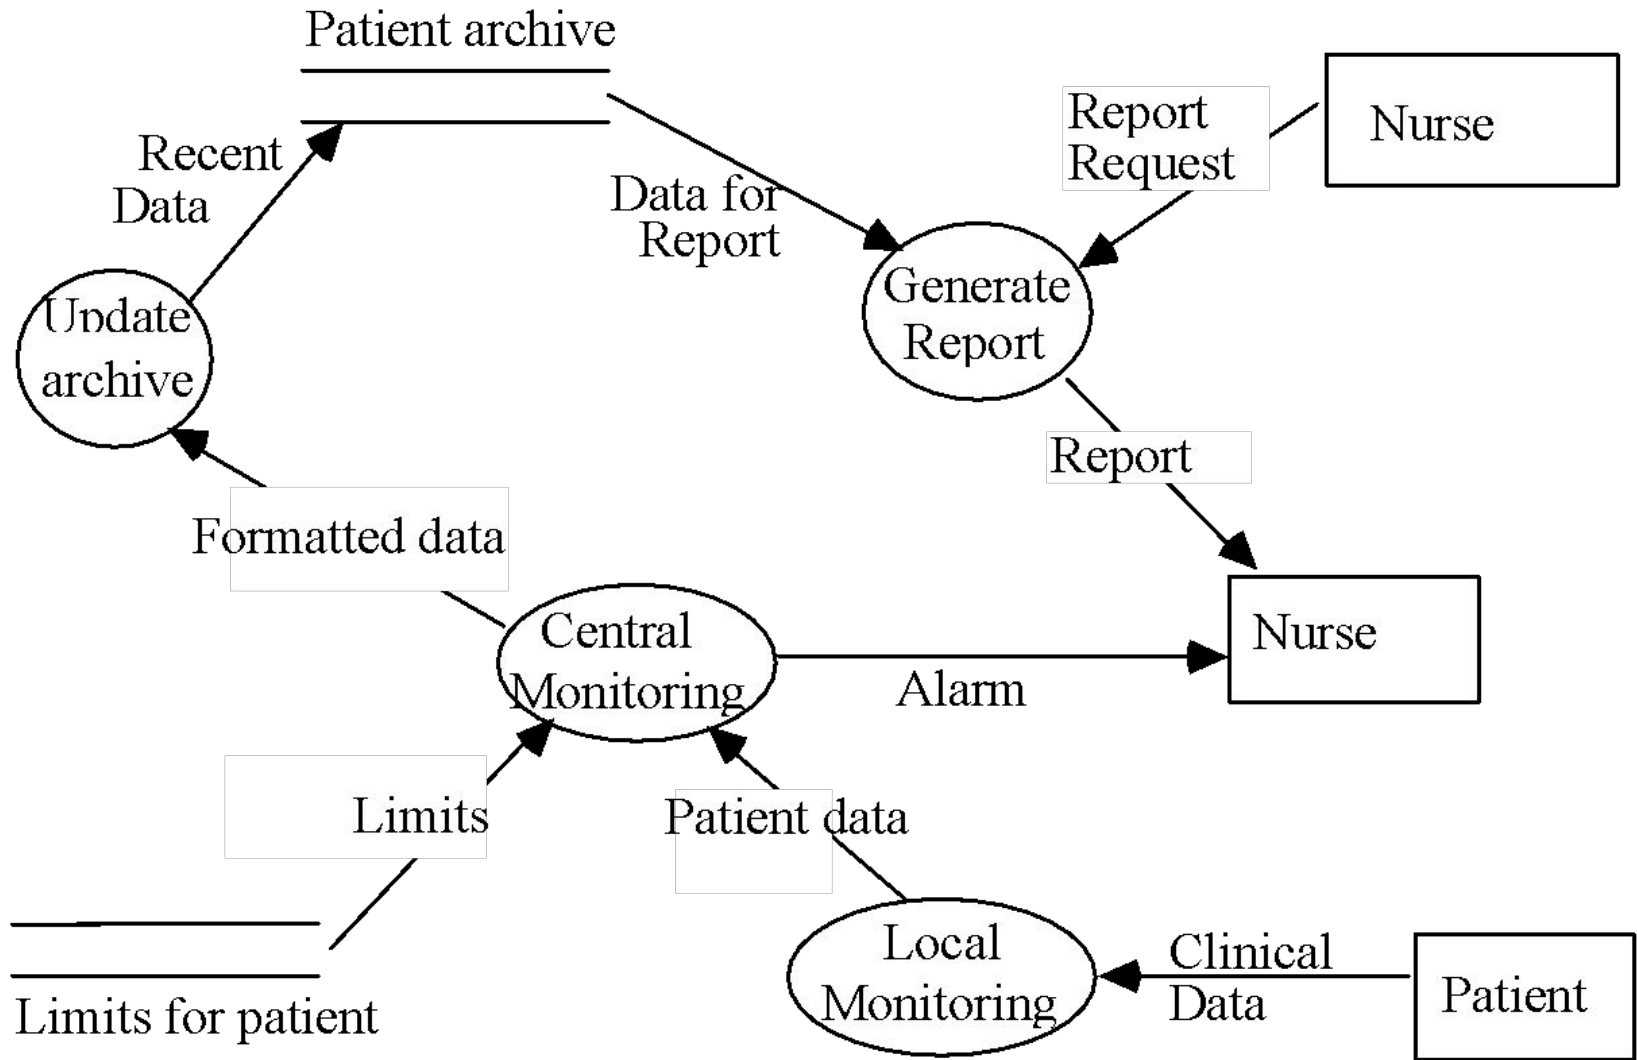 Patient archive
Recent
Data
Data for
Report
Report
Request
Nurse
Update
archive
Generate
Report
Report
Formatted data
Central
Monitoring
Alarm
Nurse
Limits
Patient data
Limits for patient
Local
Monitoring
Clinical
Data
Patient